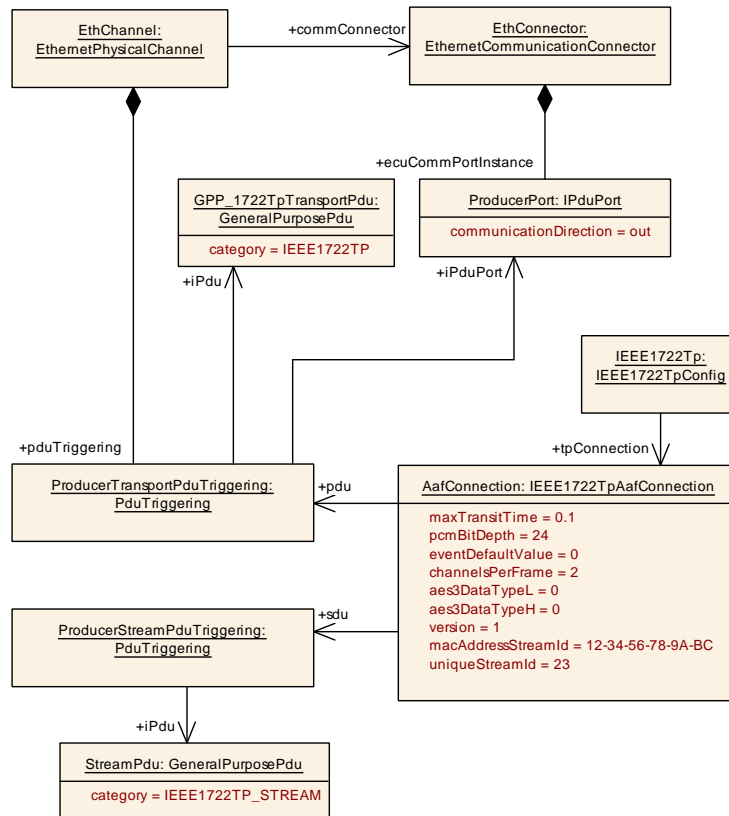 EthChannel:
EthernetPhysicalChannel
+commConnector
EthConnector:
EthernetCommunicationConnector
+ecuCommPortInstance
GPP_1722TpTransportPdu:
GeneralPurposePdu
category = IEEE1722TP
+iPdu
ProducerPort: IPduPort
communicationDirection = out
+iPduPort
IEEE1722Tp:
IEEE1722TpConfig
+tpConnection
+pduTriggering
ProducerTransportPduTriggering:
PduTriggering
+pdu
AafConnection: IEEE1722TpAafConnection
maxTransitTime = 0.1
pcmBitDepth = 24
eventDefaultValue = 0
channelsPerFrame = 2
aes3DataTypeL = 0
aes3DataTypeH = 0
version = 1
macAddressStreamId = 12-34-56-78-9A-BC
uniqueStreamId = 23
+sdu
ProducerStreamPduTriggering:
PduTriggering
+iPdu
StreamPdu: GeneralPurposePdu
category = IEEE1722TP_STREAM